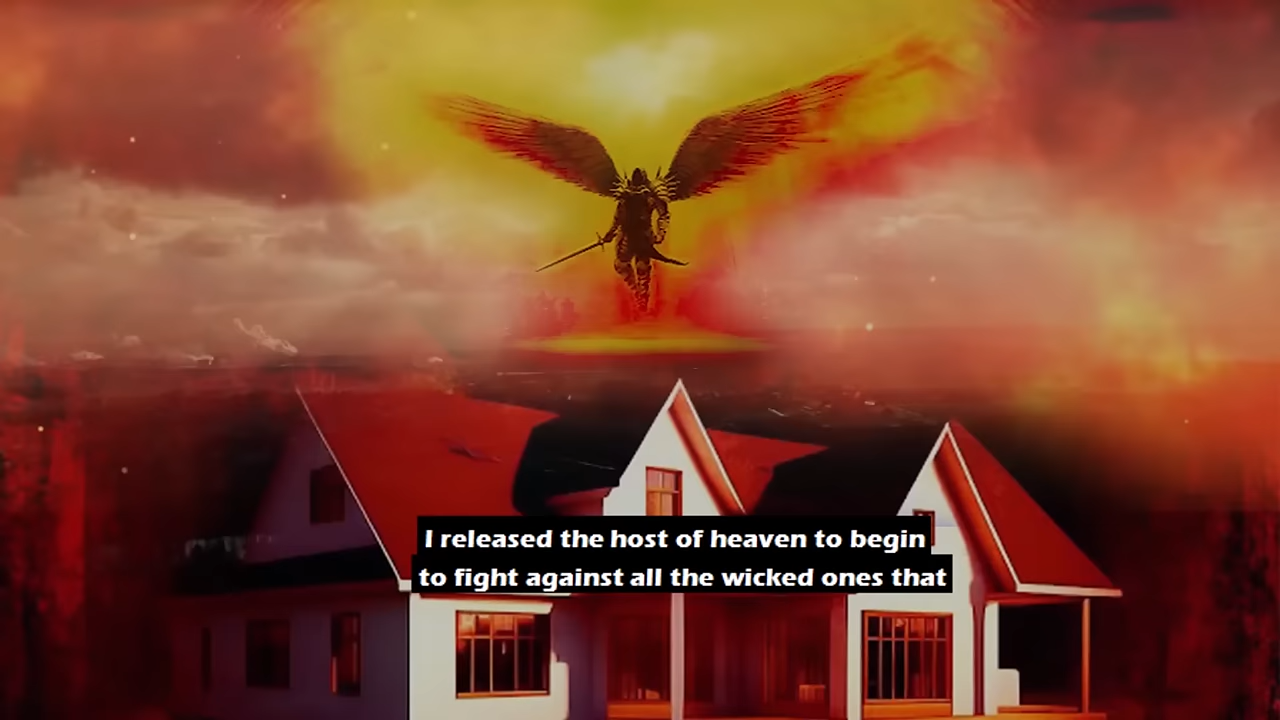 I released the host of heaven to begin
to fight against all the wicked ones that